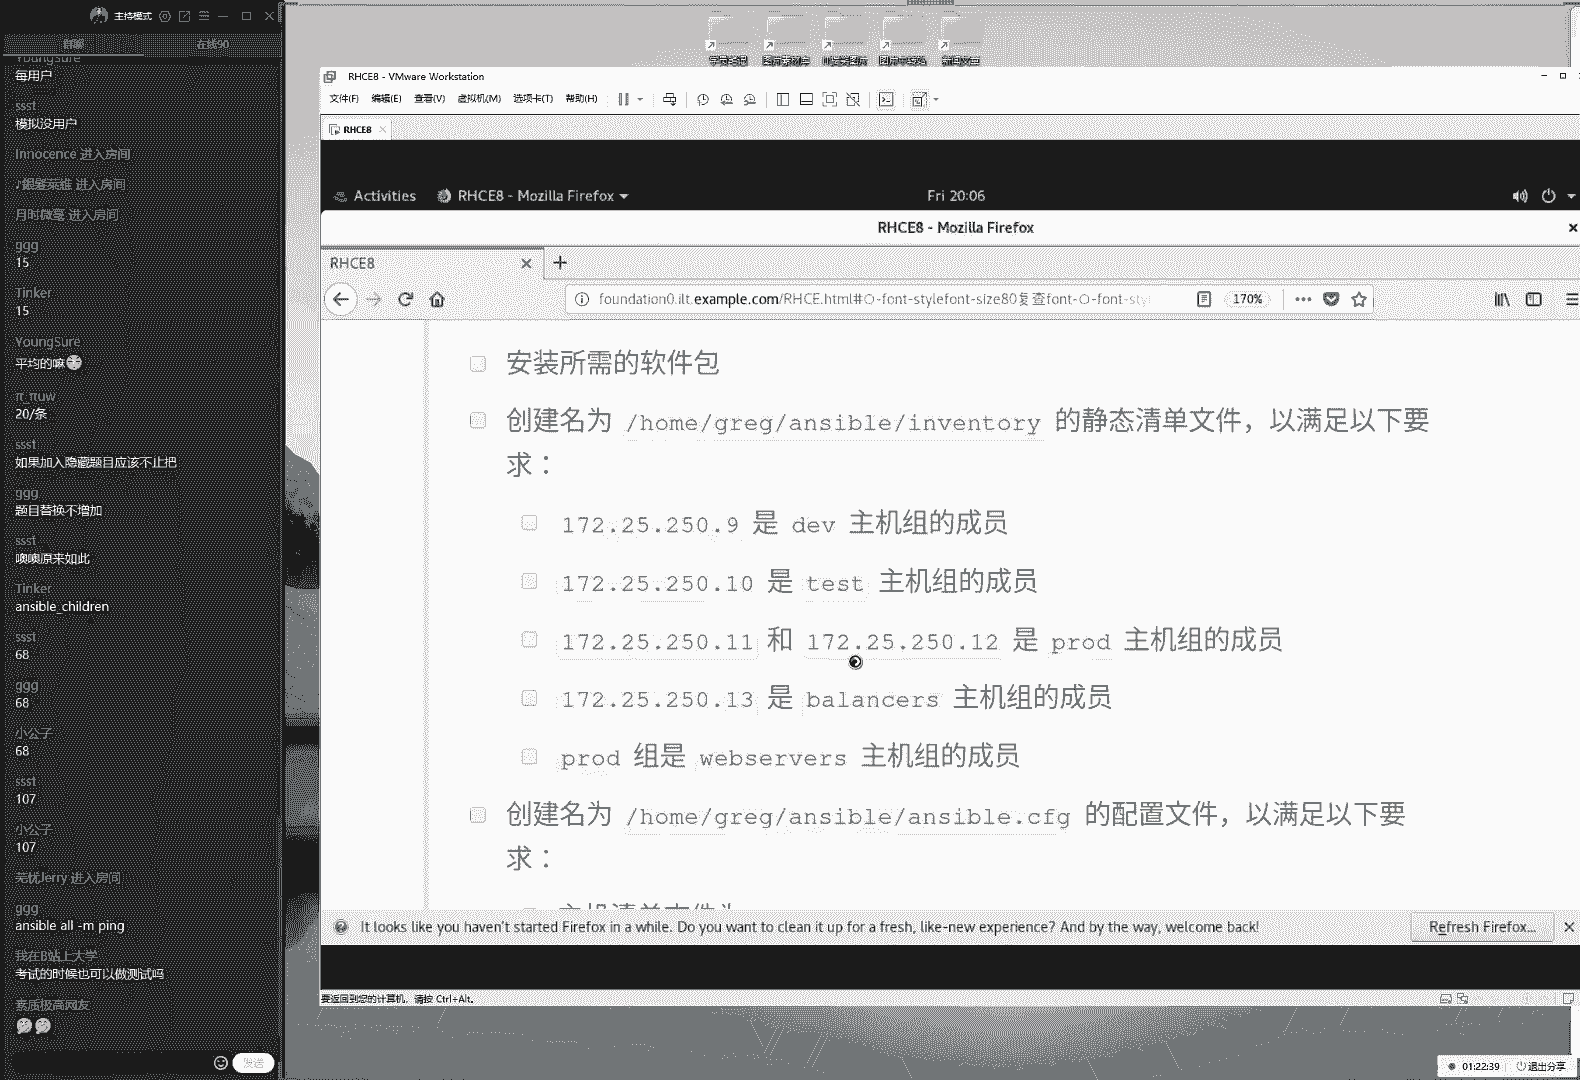 主持模式
群聊
在线90
YoungSure
每用户
ssst
模拟没用户
Innocence 进入房间
进入房间
进入房间
ggg
15
Tinker
15
YoungSure
平均的嘛
π_πuw
20/条
ssst
如果加入隐藏题目应该不止把
ggg
题目替换不增加
ssst
噢噢原来如此
Tinker
ansible_children
ssst
68
ggg
68
小公子
68
ssst
107
小公子
107
芜忧Jerry 进入房间
ggg
ansible all -m ping
我在B站上大学
考试的时候也可以做测试吗
素质极高网友
发送
RHCE8 - VMware Workstation
文件(F) 编辑(E) 查看(V) 虚拟机(M) 选项卡(T) 帮助(H)
RHCE8
Activities RHCE8 - Mozilla Firefox Fri 20:06
RHCE8 - Mozilla Firefox
RHCE8
foundation0.ilt.example.com/RHCE.html#○-font-stylefont-size80复查font-○-font-sty 170%
安装所需的软件包
创建名为 /home/greg/ansible/inventory 的静态清单文件，以满足以下要
求：
172.25.250.9 是 dev 主机组的成员
172.25.250.10 是 test 主机组的成员
172.25.250.11 和 172.25.250.12 是 prod 主机组的成员
172.25.250.13 是 balancers 主机组的成员
prod 组是 webservers 主机组的成员
创建名为 /home/greg/ansible/ansible.cfg 的配置文件，以满足以下要
求：
主机清单文件为
It looks like you haven't started Firefox in a while. Do you want to clean it up for a fresh, like-new experience? And by the way, welcome back! Refresh Firefox...
要返回到您的计算机，请按 Ctrl+Alt。
01:22:39 退出分享